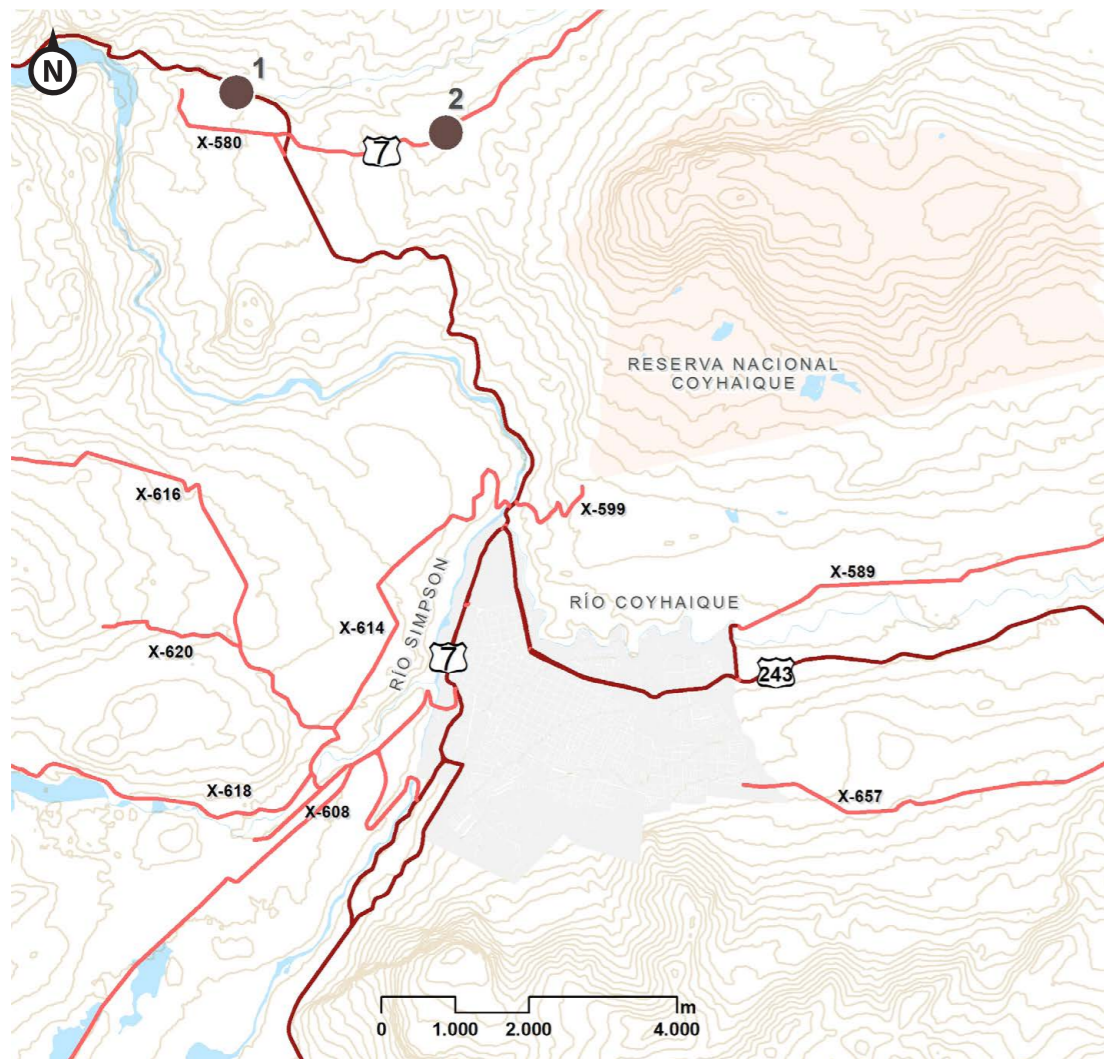 N
1
2
X-580
7
RESERVA NACIONAL
COYHAIQUE
X-616
X-599
X-589
RÍO COYHAIQUE
X-614
RÍO SIMPSON
X-620
7
243
X-618
X-608
X-657
m
0 1.000 2.000 4.000